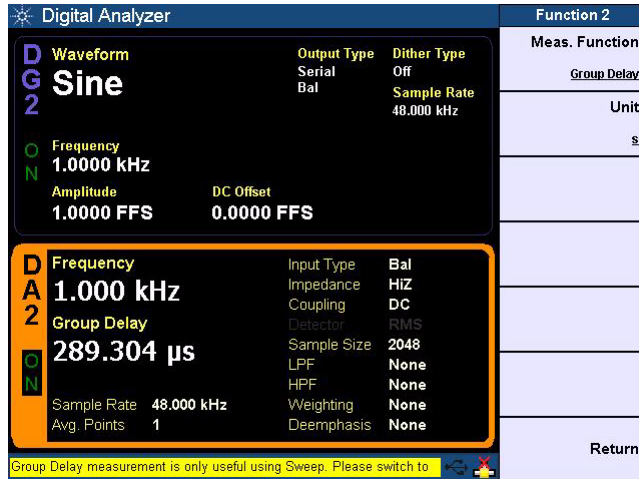 Digital Analyzer
Function 2
DG2
ON
Waveform
Sine
Output Type
Serial
Bal
Dither Type
Off
Sample Rate
48.000 kHz
Frequency
1.0000 kHz
Amplitude
1.0000 FFS
DC Offset
0.0000 FFS
DA2
ON
Frequency
1.000 kHz
Group Delay
289.304 µs
Sample Rate 48.000 kHz
Avg. Points 1
Input Type Bal
Impedance HiZ
Coupling DC
Detector RMS
Sample Size 2048
LPF None
HPF None
Weighting None
Deemphasis None
Group Delay measurement is only useful using Sweep. Please switch to
Meas. Function
Group Delay
Unit
s
Return